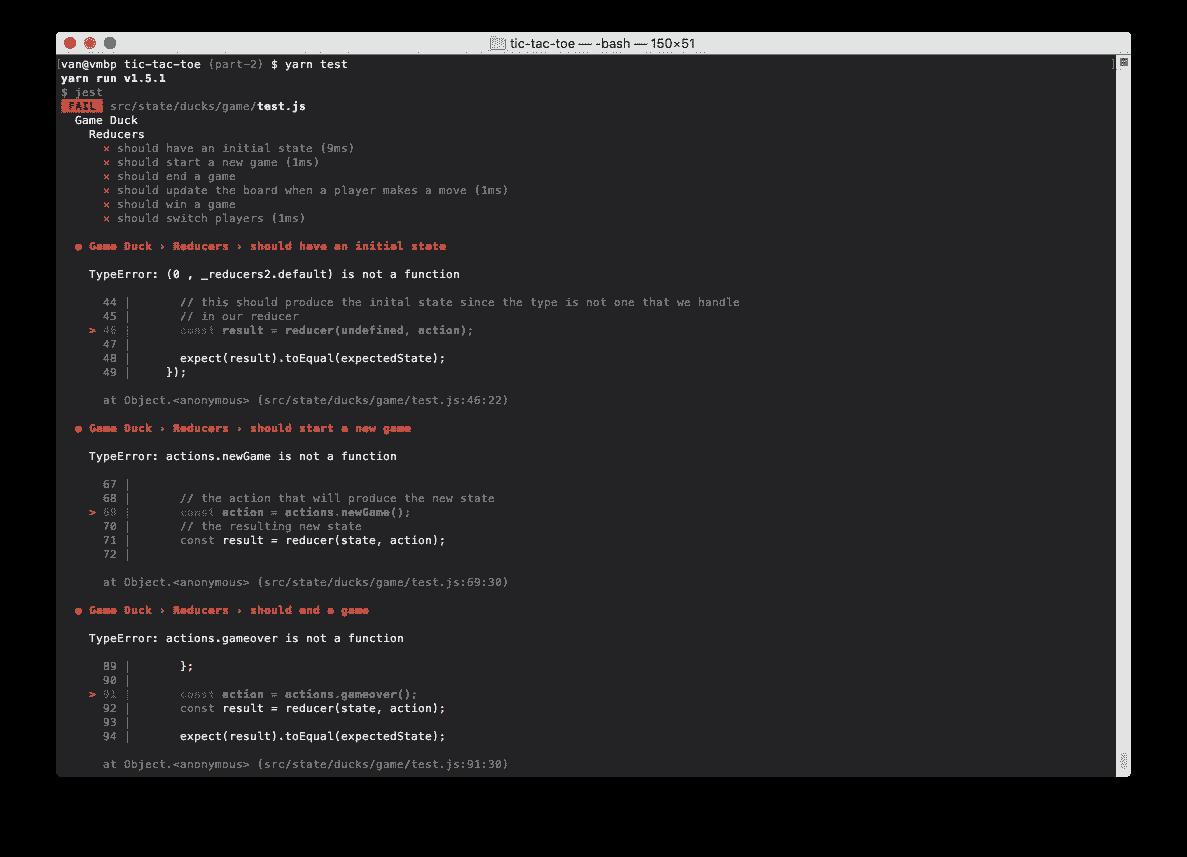 tic-tac-toe — -bash — 150×51
[van@vmbp tic-tac-toe (part-2) $ yarn test ]
yarn run v1.5.1
$ jest
FAIL src/state/ducks/game/test.js
Game Duck
Reducers
× should have an initial state (9ms)
× should start a new game (1ms)
× should end a game
× should update the board when a player makes a move (1ms)
× should win a game
× should switch players (1ms)
● Game Duck › Reducers › should have an initial state
TypeError: (0 , _reducers2.default) is not a function
44 | // this should produce the inital state since the type is not one that we handle
45 | // in our reducer
> 46 | const result = reducer(undefined, action);
47 |
48 | expect(result).toEqual(expectedState);
49 | });
at Object.<anonymous> (src/state/ducks/game/test.js:46:22)
● Game Duck › Reducers › should start a new game
TypeError: actions.newGame is not a function
67 |
68 | // the action that will produce the new state
> 69 | const action = actions.newGame();
70 | // the resulting new state
71 | const result = reducer(state, action);
72 |
at Object.<anonymous> (src/state/ducks/game/test.js:69:30)
● Game Duck › Reducers › should end a game
TypeError: actions.gameover is not a function
89 | };
90 |
> 91 | const action = actions.gameover();
92 | const result = reducer(state, action);
93 |
94 | expect(result).toEqual(expectedState);
at Object.<anonymous> (src/state/ducks/game/test.js:91:30)